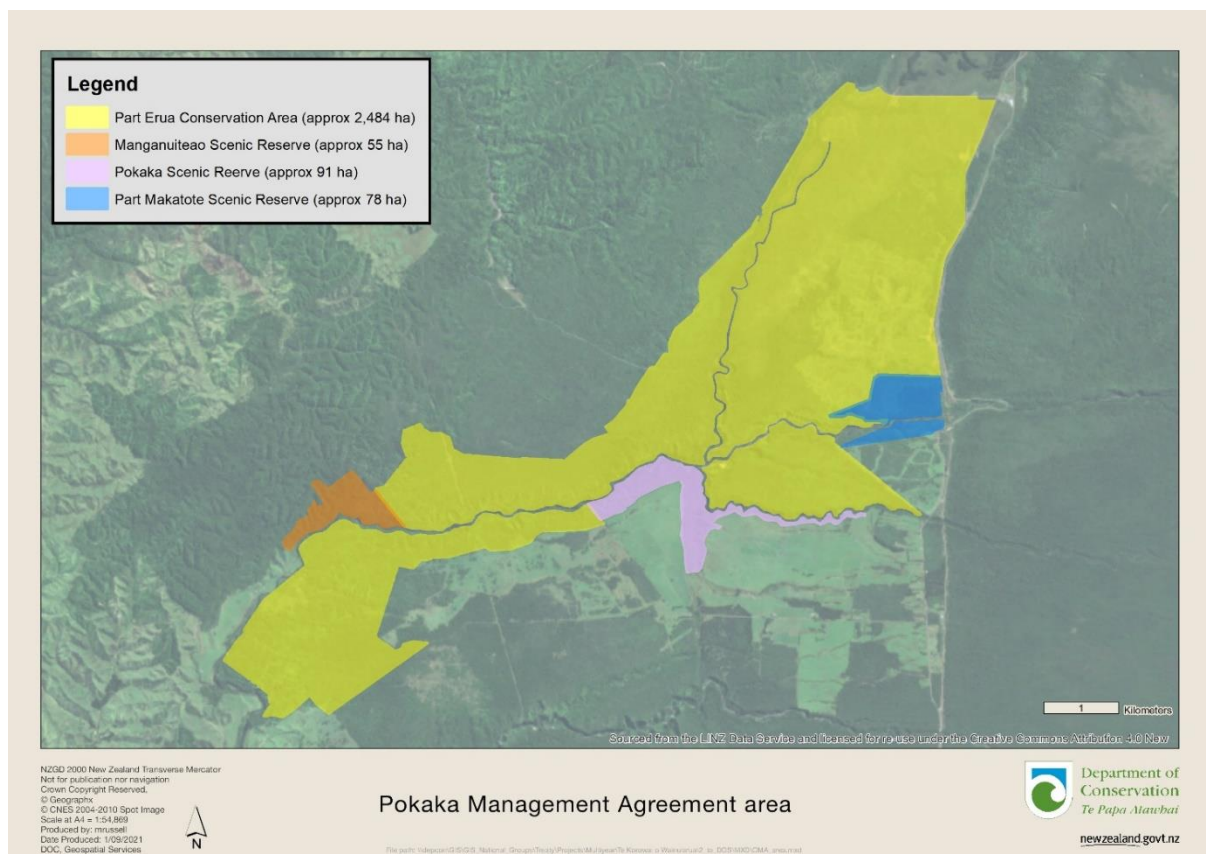 Legend
Part Erua Conservation Area (approx 2,484 ha)
Manganuiteao Scenic Reserve (approx 55 ha)
Pokaka Scenic Reerve (approx 91 ha)
Part Makatote Scenic Reserve (approx 78 ha)
1 Kilometers
Sourced from the LINZ Data Service and licensed for re-use under the Creative Commons Attribution 4.0 New
NZGD 2000 New Zealand Transverse Mercator
Not for publication nor navigation
Crown Copyright Reserved.
© Geographx
© CNES 2004-2010 Spot Image
Scale at A4 = 1:54,869
Produced by: mrussell
Date Produced: 1/09/2021
DOC, Geospatial Services
N
Pokaka Management Agreement area
Department of
Conservation
Te Papa Atawhai
newzealand.govt.nz